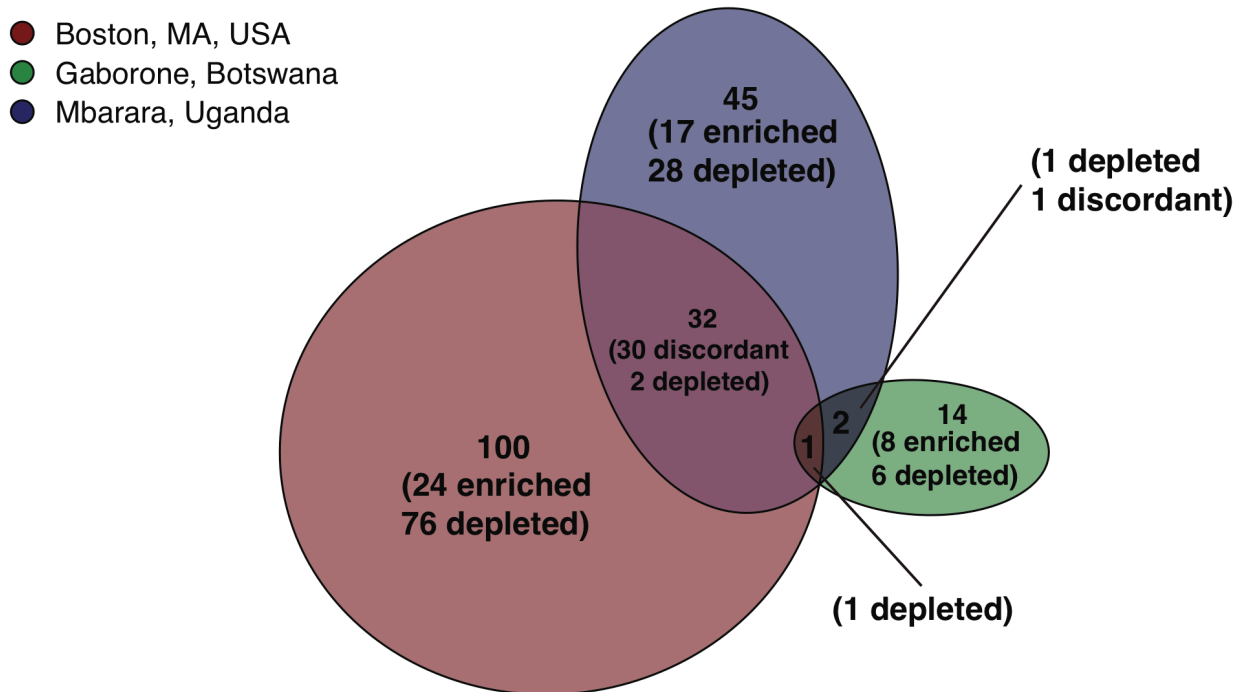 Boston, MA, USA
Gaborone, Botswana
Mbarara, Uganda
45
(17 enriched
28 depleted)
(1 depleted
1 discordant)
32
(30 discordant
2 depleted)
2
14
(8 enriched
6 depleted)
1
100
(24 enriched
76 depleted)
(1 depleted)